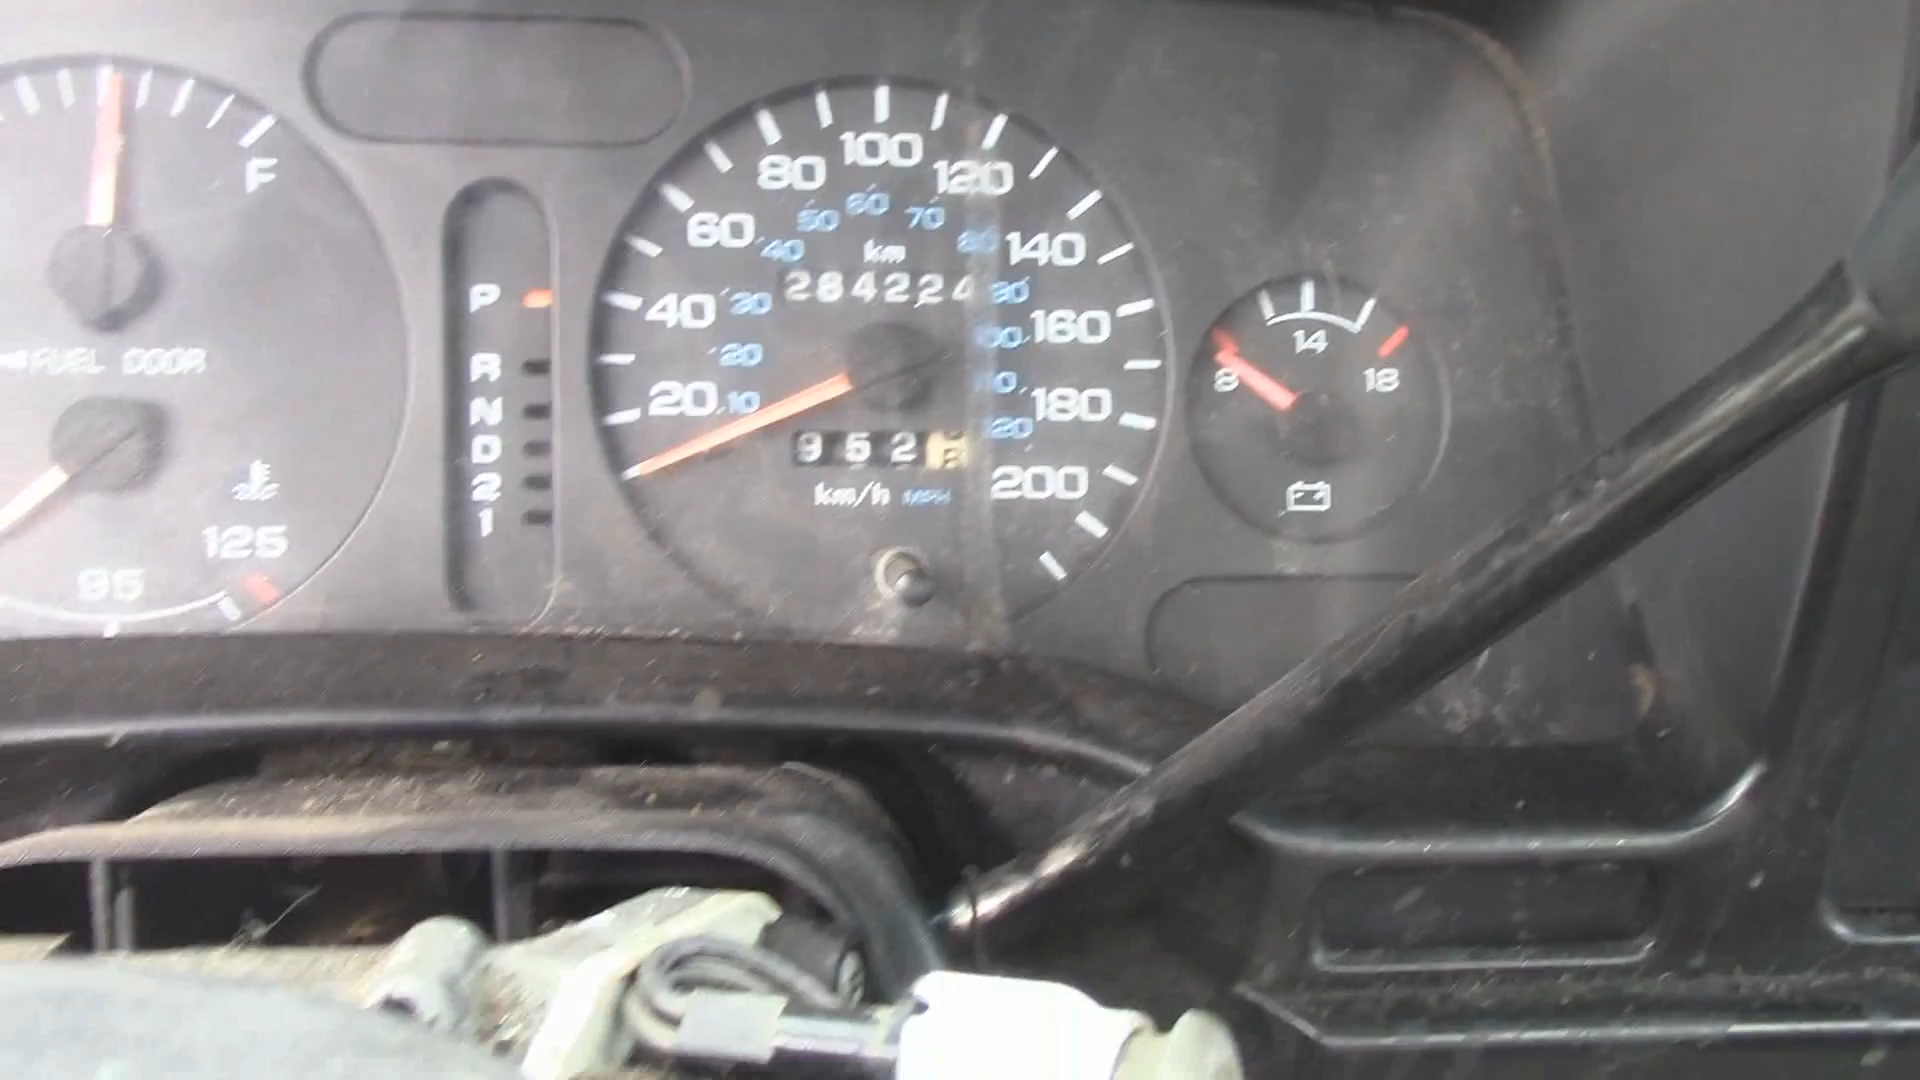 F
FUEL DOOR
95
125
P
R
N
D
2
1
20 40 60 80 100 120 140 160 180 200
10 20 30 40 50 60 70 80 90 100 110 120
km
284224
952
km/h MPH
8 14 18